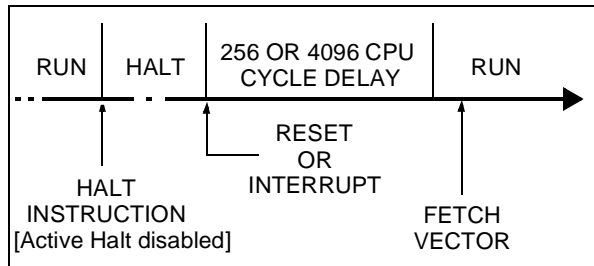 RUN
HALT
256 OR 4096 CPU
CYCLE DELAY
RUN
RESET
OR
INTERRUPT
HALT
INSTRUCTION
[Active Halt disabled]
FETCH
VECTOR